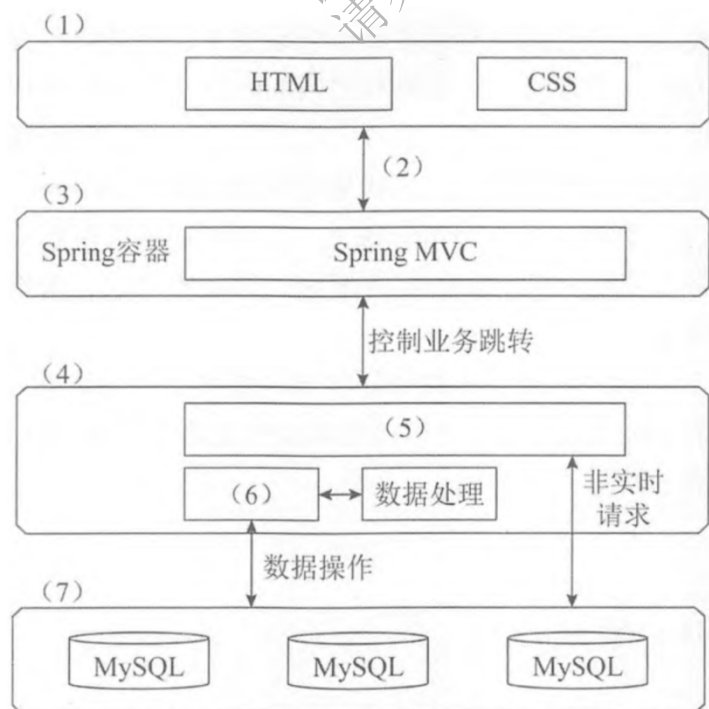 (1)
HTML
CSS
(2)
(3)
Spring容器
Spring MVC
控制业务跳转
(4)
(5)
(6)
数据处理
非实时
请求
数据操作
(7)
MySQL
MySQL
MySQL